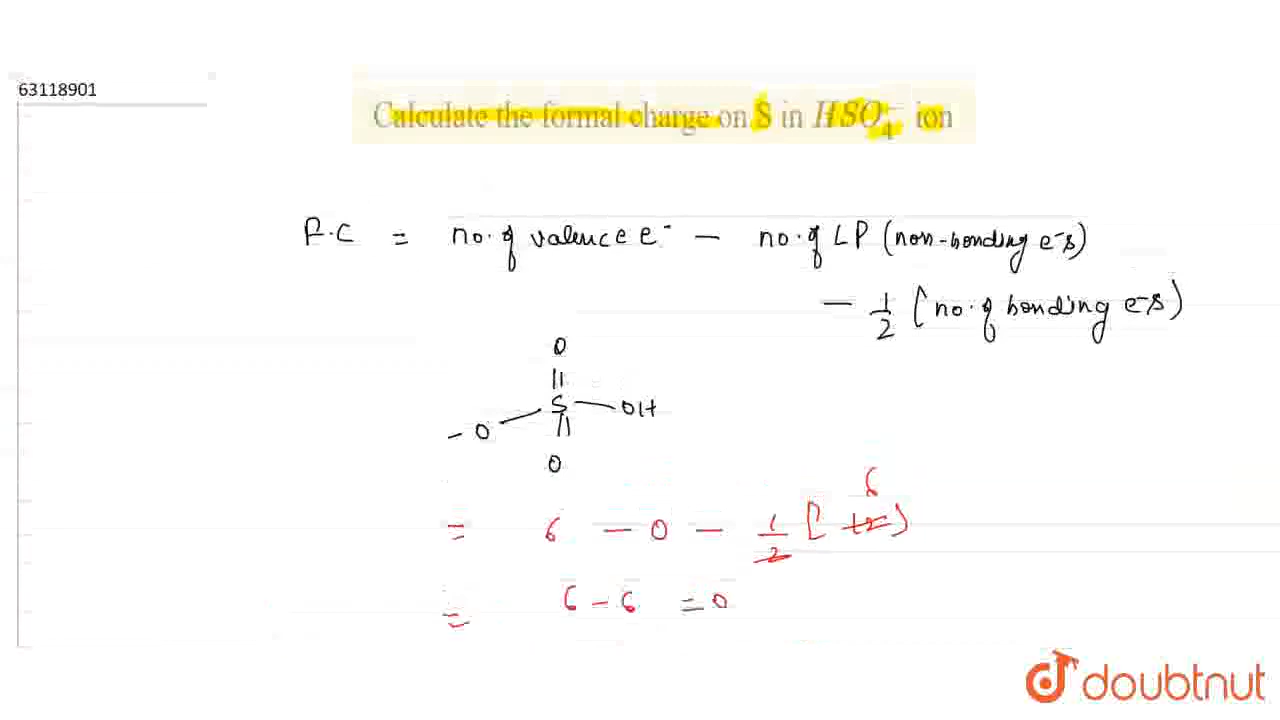 63118901
Calculate the formal charge on S in HSO₄⁻ ion
F.C = no. of valence e⁻ – no. of LP (non-bonding e⁻s)
– 1/2 [no. of bonding e⁻s)
O
||
S – OH
– O
||
O
6
= 6 – 0 – 1/2 [12)
= 6 – 6 = 0
doubtnut